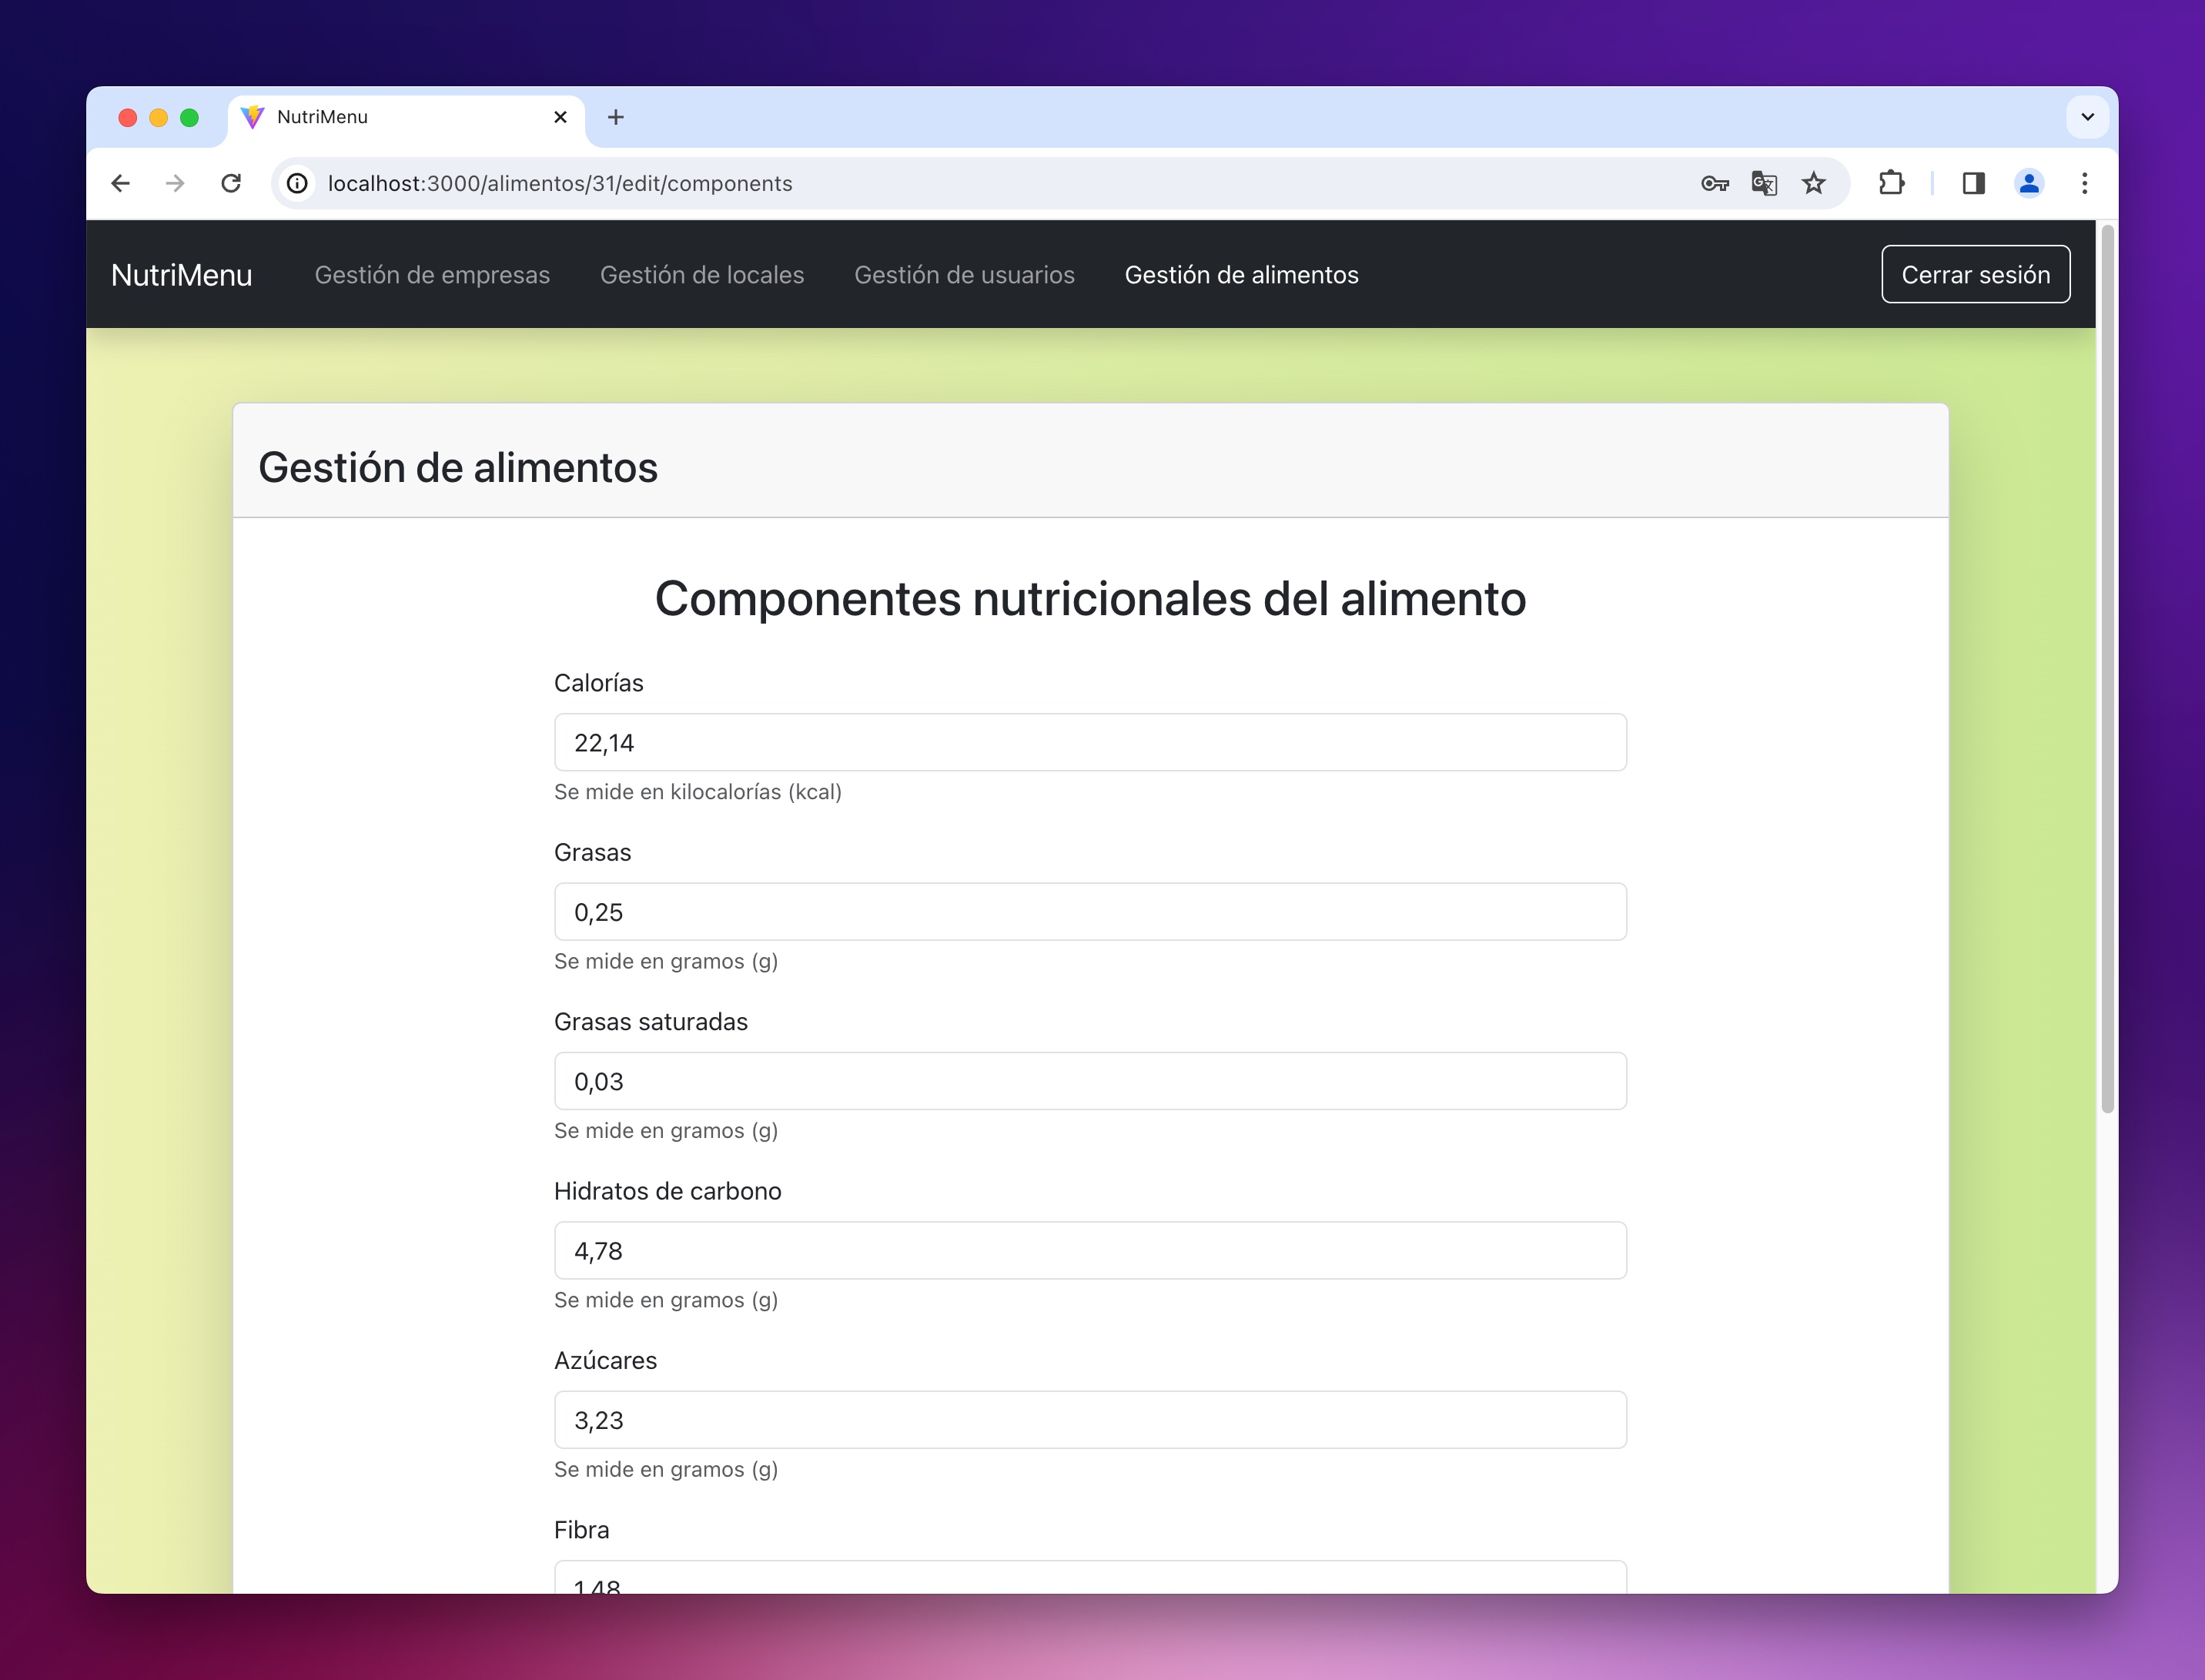 NutriMenu
localhost:3000/alimentos/31/edit/components
NutriMenu Gestión de empresas Gestión de locales Gestión de usuarios Gestión de alimentos Cerrar sesión
Gestión de alimentos
Componentes nutricionales del alimento
Calorías
22,14
Se mide en kilocalorías (kcal)
Grasas
0,25
Se mide en gramos (g)
Grasas saturadas
0,03
Se mide en gramos (g)
Hidratos de carbono
4,78
Se mide en gramos (g)
Azúcares
3,23
Se mide en gramos (g)
Fibra
1,48